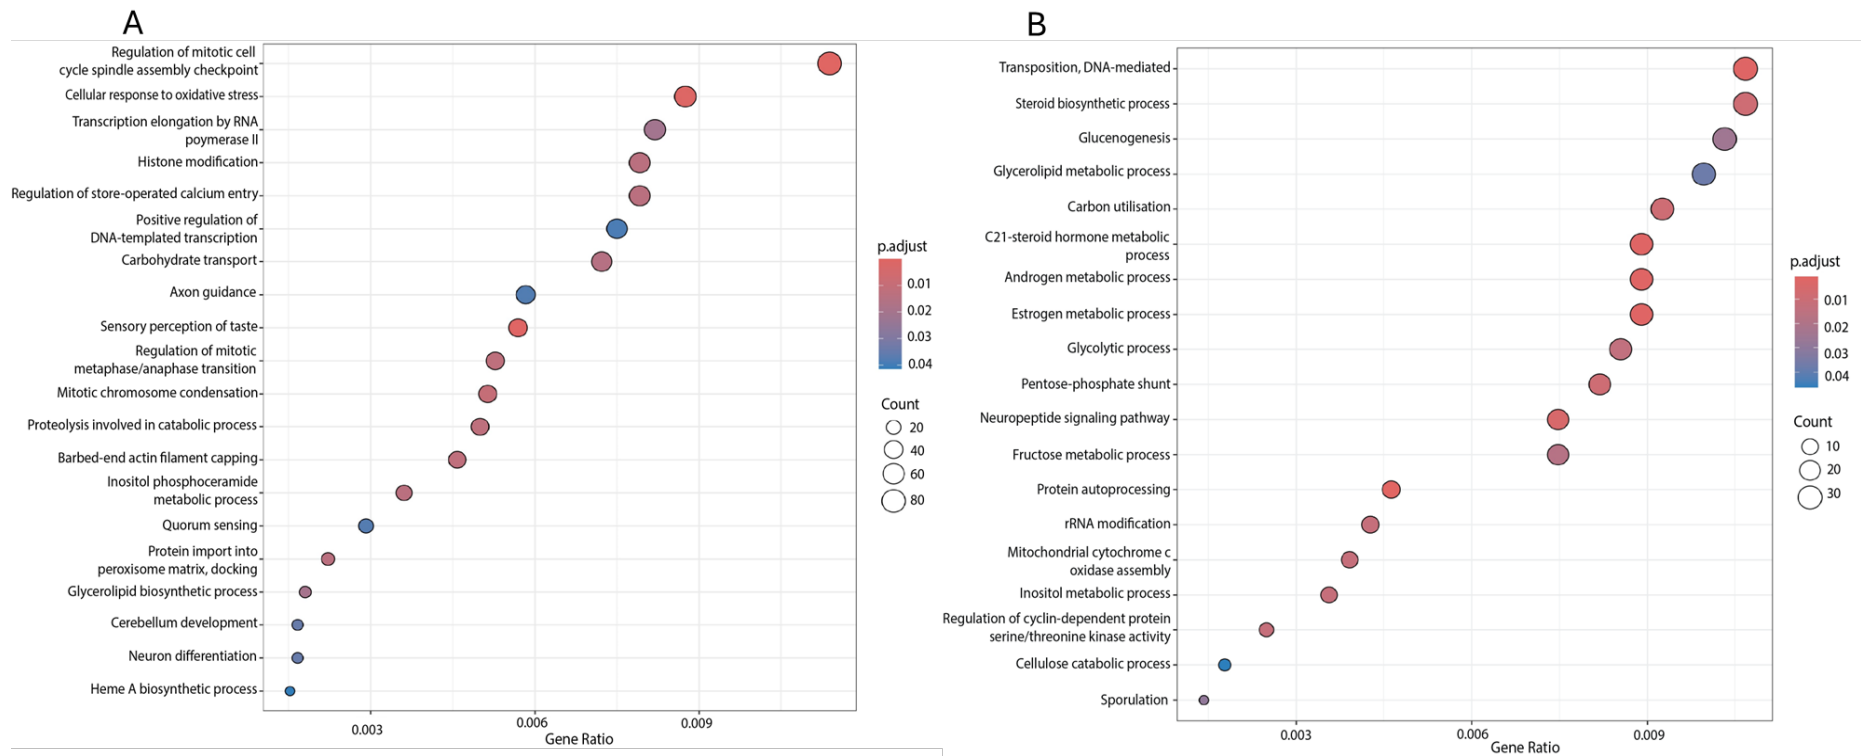 A
Regulation of mitotic cell
cycle spindle assembly checkpoint
Cellular response to oxidative stress
Transcription elongation by RNA
poymerase II
Histone modification
Regulation of store-operated calcium entry
Positive regulation of
DNA-templated transcription
Carbohydrate transport
Axon guidance
Sensory perception of taste
Regulation of mitotic
metaphase/anaphase transition
Mitotic chromosome condensation
Proteolysis involved in catabolic process
Barbed-end actin filament capping
Inositol phosphoceramide
metabolic process
Quorum sensing
Protein import into
peroxisome matrix, docking
Glycerolipid biosynthetic process
Cerebellum development
Neuron differentiation
Heme A biosynthetic process
0.003
0.006
0.009
Gene Ratio
p.adjust
0.01
0.02
0.03
0.04
Count
20
40
60
80
B
Transposition, DNA-mediated
Steroid biosynthetic process
Glucenogenesis
Glycerolipid metabolic process
Carbon utilisation
C21-steroid hormone metabolic
process
Androgen metabolic process
Estrogen metabolic process
Glycolytic process
Pentose-phosphate shunt
Neuropeptide signaling pathway
Fructose metabolic process
Protein autoprocessing
rRNA modification
Mitochondrial cytochrome c
oxidase assembly
Inositol metabolic process
Regulation of cyclin-dependent protein
serine/threonine kinase activity
Cellulose catabolic process
Sporulation
0.003
0.006
0.009
Gene Ratio
p.adjust
0.01
0.02
0.03
0.04
Count
10
20
30